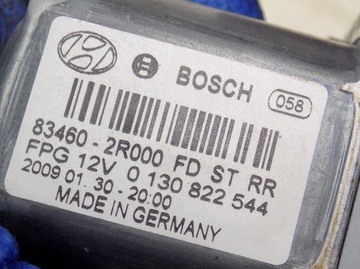 BOSCH 058
83460-2R000 FD ST RR
FPG 12V 0 130 822 544
2009 01. 30-20:00
MADE IN GERMANY